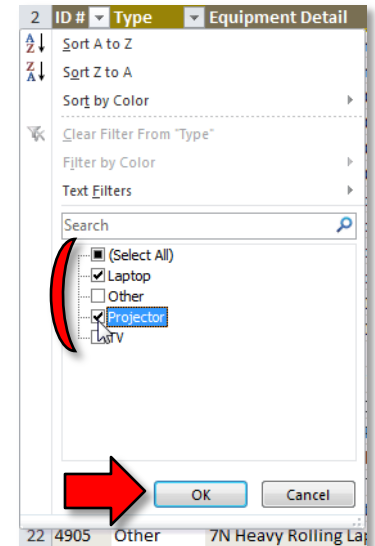 2 ID # Type Equipment Detail
Sort A to Z
Sort Z to A
Sort by Color
Clear Filter From "Type"
Filter by Color
Text Filters
Search
(Select All)
Laptop
Other
Projector
TV
OK Cancel
22 4905 Other 7N Heavy Rolling La